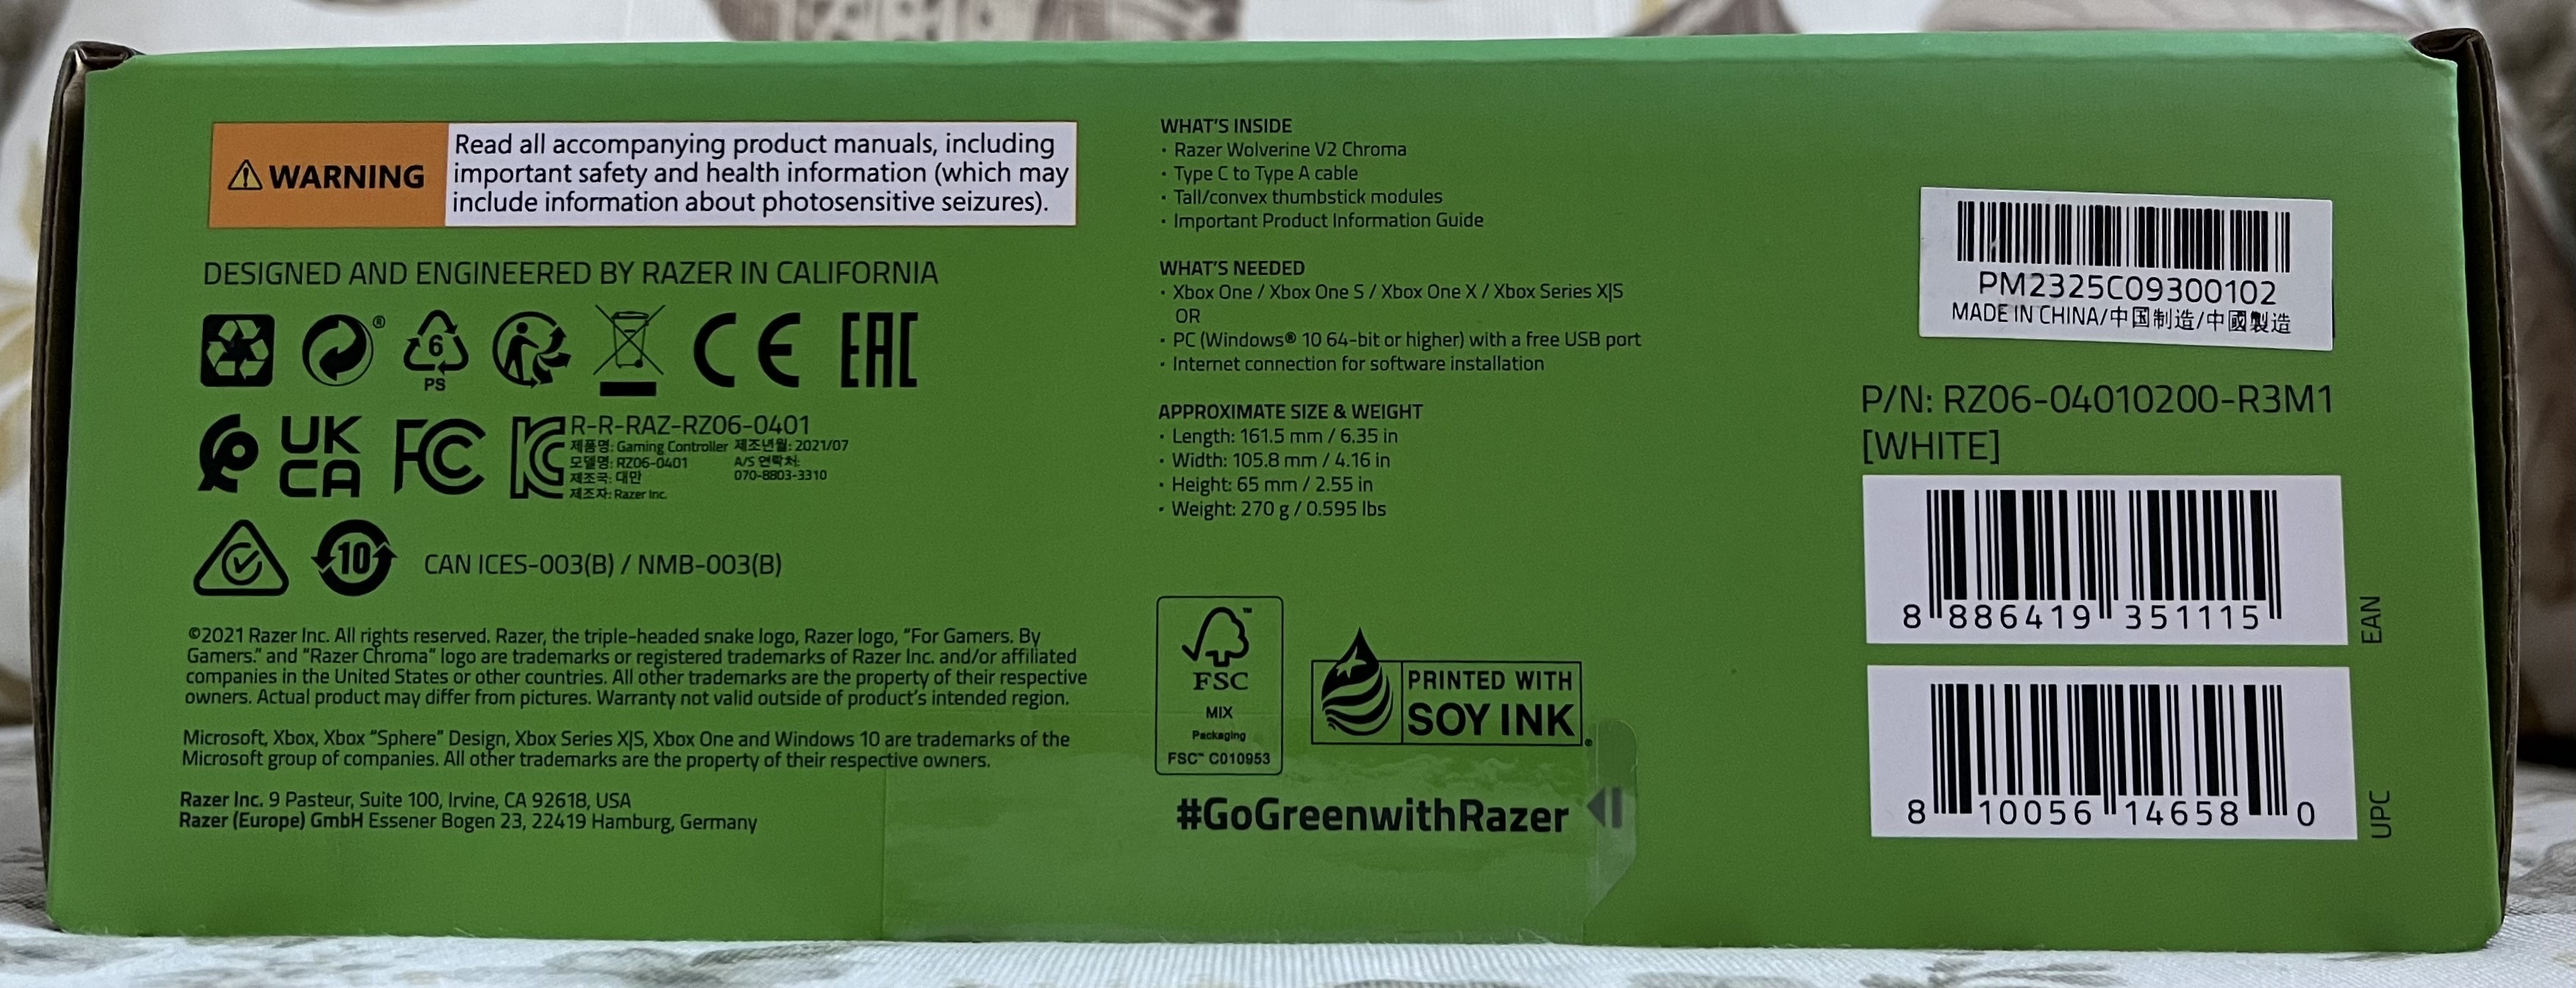 WARNING
Read all accompanying product manuals, including
important safety and health information (which may
include information about photosensitive seizures).
DESIGNED AND ENGINEERED BY RAZER IN CALIFORNIA
®
6
PS
CE
EAC
UK
CA
FC
R-R-RAZ-RZ06-0401
제품명: Gaming Controller 제조년월: 2021/07
모델명: RZ06-0401 A/S 연락처:
제조국: 대만 070-8803-3310
제조자: Razer Inc.
10
CAN ICES-003(B) / NMB-003(B)
©2021 Razer Inc. All rights reserved. Razer, the triple-headed snake logo, Razer logo, “For Gamers. By
Gamers.” and “Razer Chroma” logo are trademarks or registered trademarks of Razer Inc. and/or affiliated
companies in the United States or other countries. All other trademarks are the property of their respective
owners. Actual product may differ from pictures. Warranty not valid outside of product's intended region.
Microsoft, Xbox, Xbox “Sphere” Design, Xbox Series X|S, Xbox One and Windows 10 are trademarks of the
Microsoft group of companies. All other trademarks are the property of their respective owners.
Razer Inc. 9 Pasteur, Suite 100, Irvine, CA 92618, USA
Razer (Europe) GmbH Essener Bogen 23, 22419 Hamburg, Germany
WHAT'S INSIDE
· Razer Wolverine V2 Chroma
· Type C to Type A cable
· Tall/convex thumbstick modules
· Important Product Information Guide
WHAT'S NEEDED
· Xbox One / Xbox One S / Xbox One X / Xbox Series X|S
OR
· PC (Windows® 10 64-bit or higher) with a free USB port
· Internet connection for software installation
APPROXIMATE SIZE & WEIGHT
· Length: 161.5 mm / 6.35 in
· Width: 105.8 mm / 4.16 in
· Height: 65 mm / 2.55 in
· Weight: 270 g / 0.595 lbs
™
FSC
MIX
Packaging
FSC™ C010953
PRINTED WITH
SOY INK®
#GoGreenwithRazer
PM2325C09300102
MADE IN CHINA/中国制造/中國製造
P/N: RZ06-04010200-R3M1
[WHITE]
8 886419 351115
EAN
8 10056 14658 0
UPC